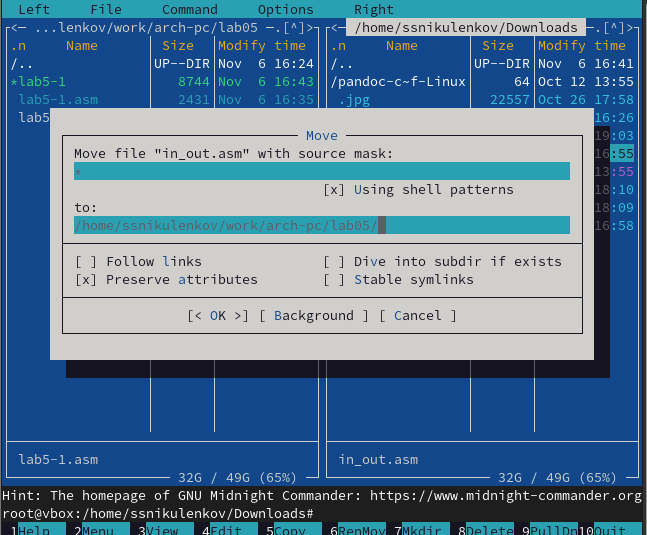 Left File Command Options Right
<— ...lenkov/work/arch-pc/lab05 —.[^]> <— /home/ssnikulenkov/Downloads —.[^]>
.n Name Size Modify time .n Name Size Modify time
/.. UP--DIR Nov 6 16:24 /.. UP--DIR Nov 6 16:41
*lab5-1 8744 Nov 6 16:43 /pandoc-c~f-Linux 64 Oct 12 13:55
lab5-1.asm 2431 Nov 6 16:35 .jpg 22557 Oct 26 17:58
lab5 16:26
19:03
Move
Move file "in_out.asm" with source mask: 16:55
* 13:55
[x] Using shell patterns 18:10
to: 18:09
/home/ssnikulenkov/work/arch-pc/lab05/ 16:58
[ ] Follow links [ ] Dive into subdir if exists
[x] Preserve attributes [ ] Stable symlinks
[< OK >] [ Background ] [ Cancel ]
lab5-1.asm in_out.asm
32G / 49G (65%) 32G / 49G (65%)
Hint: The homepage of GNU Midnight Commander: https://www.midnight-commander.org
root@vbox:/home/ssnikulenkov/Downloads#
1Help 2Menu 3View 4Edit 5Copy 6RenMov 7Mkdir 8Delete 9PullDn 10Quit